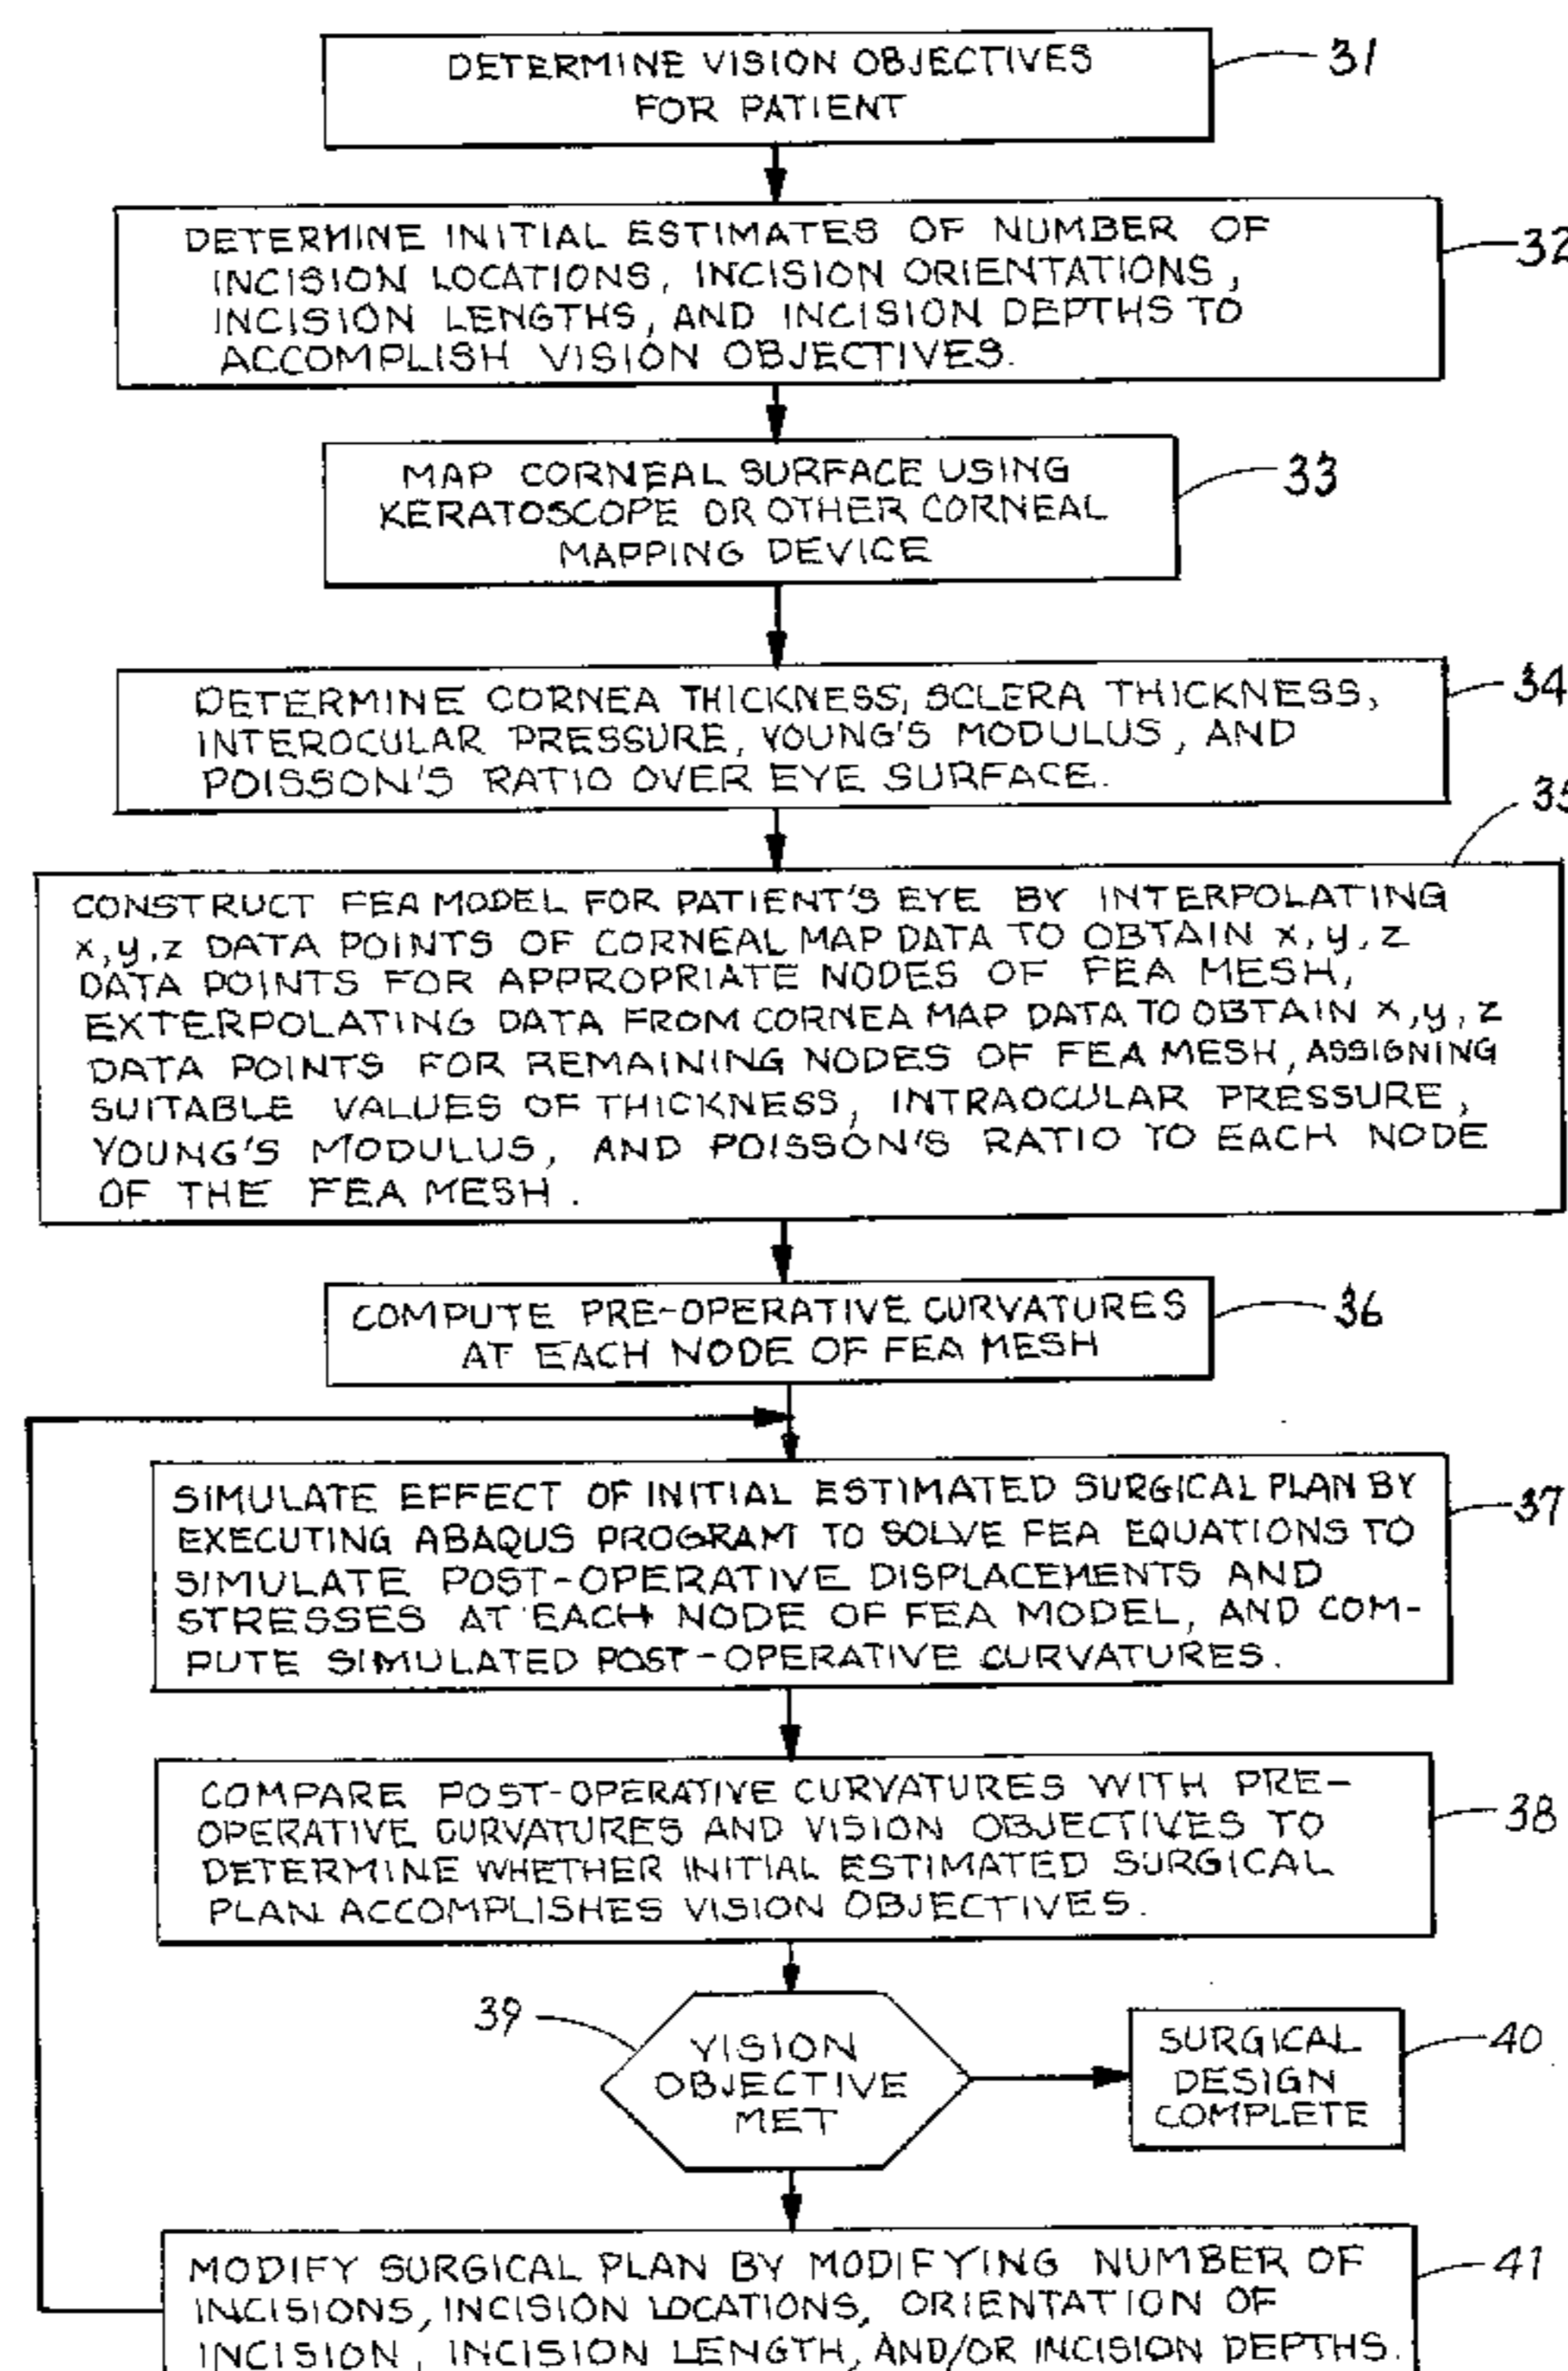 DETERMINE VISION OBJECTIVES
FOR PATIENT
31
DETERMINE INITIAL ESTIMATES OF NUMBER OF
INCISION LOCATIONS, INCISION ORIENTATIONS,
INCISION LENGTHS, AND INCISION DEPTHS TO
ACCOMPLISH VISION OBJECTIVES.
32
MAP CORNEAL SURFACE USING
KERATOSCOPE OR OTHER CORNEAL
MAPPING DEVICE
33
DETERMINE CORNEA THICKNESS, SCLERA THICKNESS,
INTEROCULAR PRESSURE, YOUNG'S MODULUS, AND
POISSON'S RATIO OVER EYE SURFACE.
34
35
CONSTRUCT FEA MODEL FOR PATIENT'S EYE BY INTERPOLATING
x,y,z DATA POINTS OF CORNEAL MAP DATA TO OBTAIN x,y,z
DATA POINTS FOR APPROPRIATE NODES OF FEA MESH,
EXTERPOLATING DATA FROM CORNEA MAP DATA TO OBTAIN x,y,z
DATA POINTS FOR REMAINING NODES OF FEA MESH, ASSIGNING
SUITABLE VALUES OF THICKNESS, INTRAOCULAR PRESSURE,
YOUNG'S MODULUS, AND POISSON'S RATIO TO EACH NODE
OF THE FEA MESH.
COMPUTE PRE-OPERATIVE CURVATURES
AT EACH NODE OF FEA MESH
36
SIMULATE EFFECT OF INITIAL ESTIMATED SURGICAL PLAN BY
EXECUTING ABAQUS PROGRAM TO SOLVE FEA EQUATIONS TO
SIMULATE POST-OPERATIVE DISPLACEMENTS AND
STRESSES AT EACH NODE OF FEA MODEL, AND COM-
PUTE SIMULATED POST-OPERATIVE CURVATURES.
37
COMPARE POST-OPERATIVE CURVATURES WITH PRE-
OPERATIVE CURVATURES AND VISION OBJECTIVES TO
DETERMINE WHETHER INITIAL ESTIMATED SURGICAL
PLAN ACCOMPLISHES VISION OBJECTIVES.
38
39
VISION
OBJECTIVE
MET
SURGICAL
DESIGN
COMPLETE
40
MODIFY SURGICAL PLAN BY MODIFYING NUMBER OF
INCISIONS, INCISION LOCATIONS, ORIENTATION OF
INCISION, INCISION LENGTH, AND/OR INCISION DEPTHS.
41